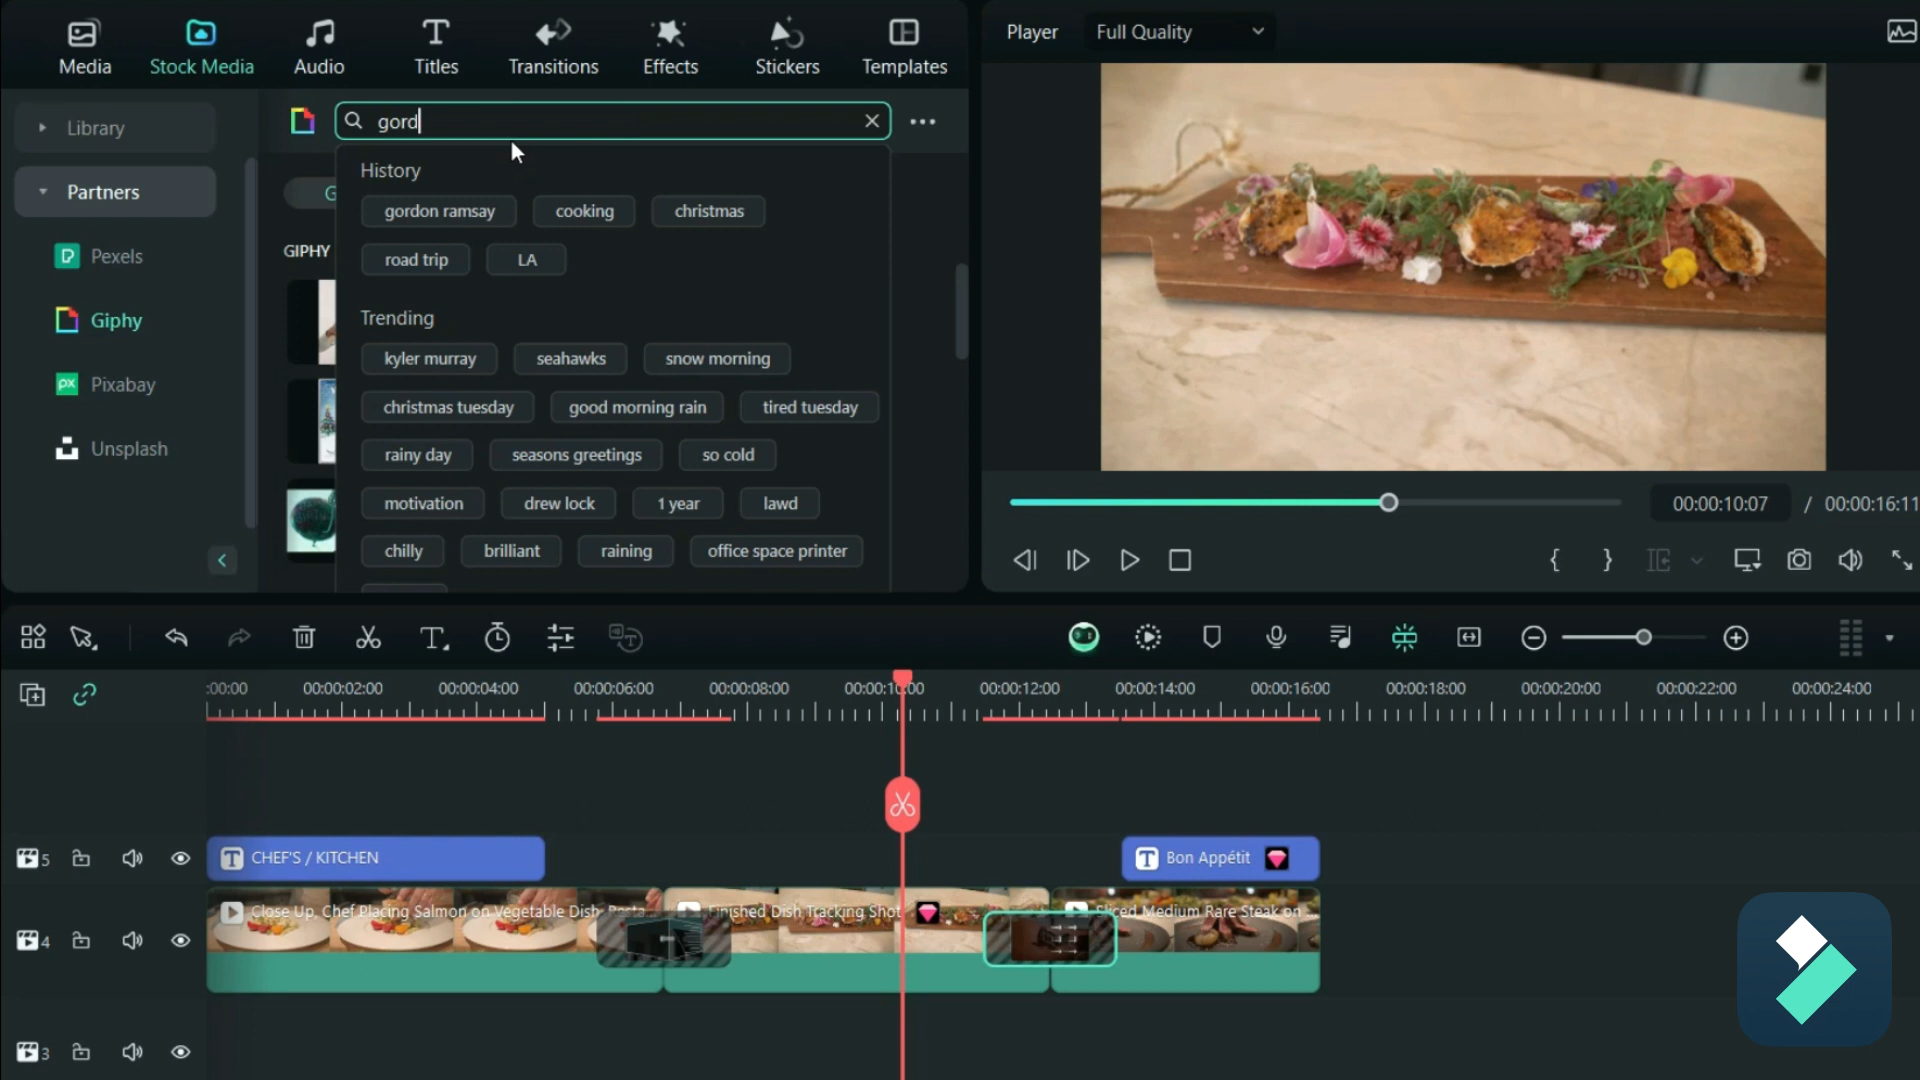 Media Stock Media Audio Titles Transitions Effects Stickers Templates
Player Full Quality
Library
gord
Partners
History
gordon ramsay cooking christmas
road trip LA
Pexels
GIPHY
Giphy
Trending
kyler murray seahawks snow morning
Pixabay
christmas tuesday good morning rain tired tuesday
Unsplash
rainy day seasons greetings so cold
motivation drew lock 1 year lawd
chilly brilliant raining office space printer
00:00:10:07 / 00:00:16:11
:00:00 00:00:02:00 00:00:04:00 00:00:06:00 00:00:08:00 00:00:10:00 00:00:12:00 00:00:14:00 00:00:16:00 00:00:18:00 00:00:20:00 00:00:22:00 00:00:24:00
5 CHEF'S / KITCHEN Bon Appétit
4 Close Up, Chef Placing Salmon on Vegetable Dish, Finished Dish Tracking Shot Sliced Medium Rare Steak on ...
3